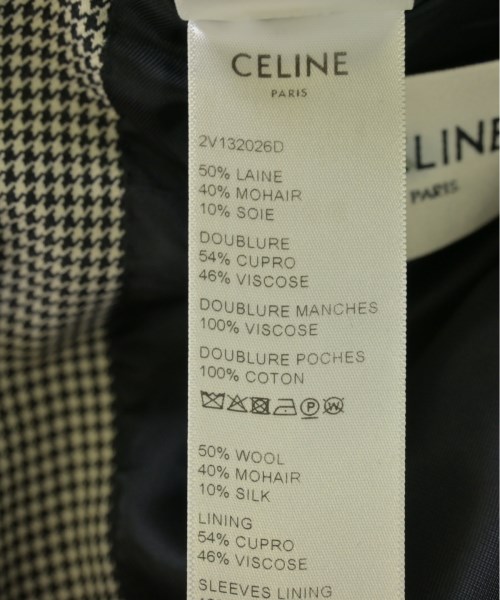 CELINE
PARIS
2V132026D
50% LAINE
40% MOHAIR
10% SOIE
DOUBLURE
54% CUPRO
46% VISCOSE
DOUBLURE MANCHES
100% VISCOSE
DOUBLURE POCHES
100% COTON
50% WOOL
40% MOHAIR
10% SILK
LINING
54% CUPRO
46% VISCOSE
SLEEVES LINING
LINE
PARIS